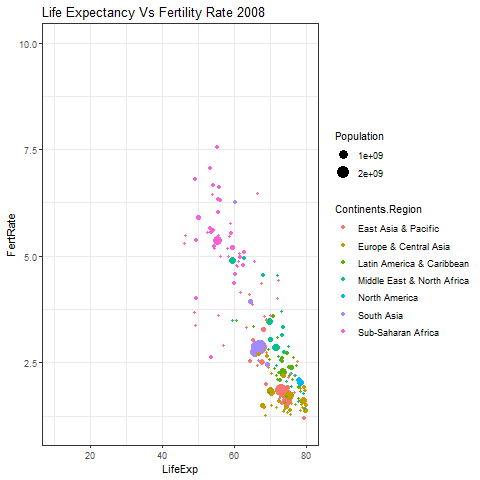 Life Expectancy Vs Fertility Rate 2008
10.0
7.5
5.0
2.5
FertRate
20
40
60
80
LifeExp
Population
1e+09
2e+09
Continents.Region
East Asia & Pacific
Europe & Central Asia
Latin America & Caribbean
Middle East & North Africa
North America
South Asia
Sub-Saharan Africa